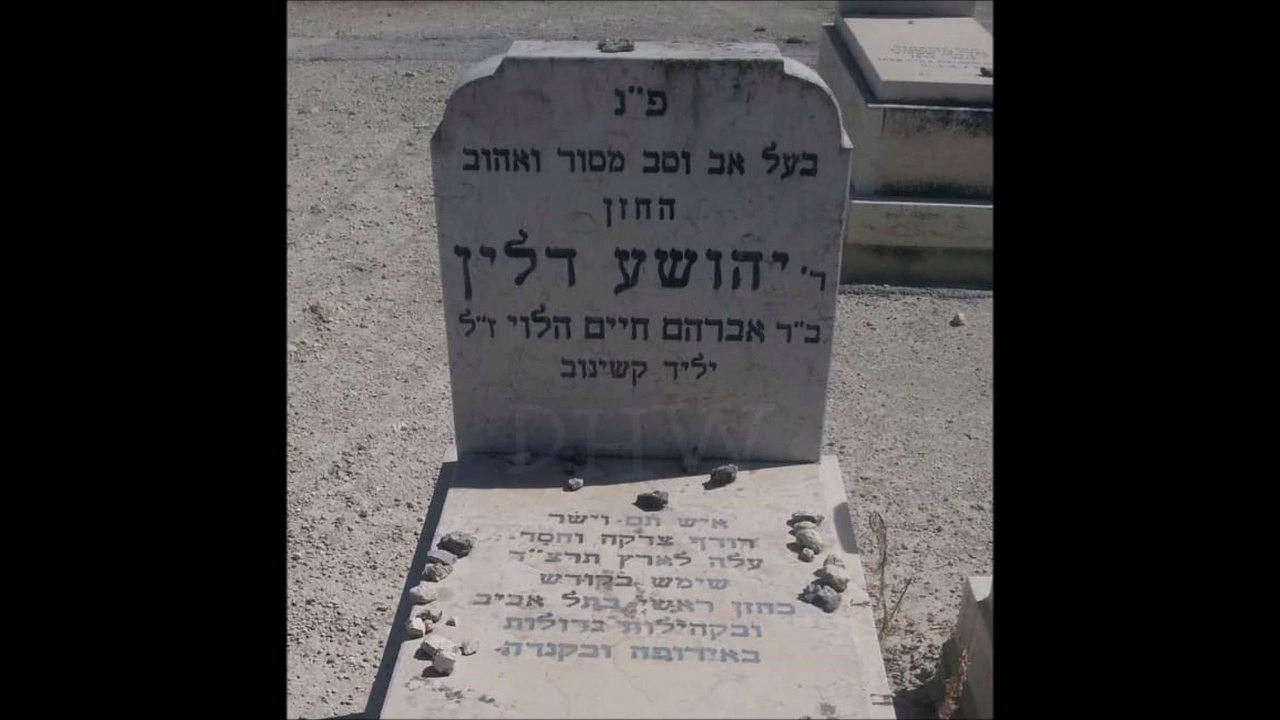 פ"נ
בעל אב וסב מסור ואהוב
החזן
ר' יהושע דלין
ב"ר אברהם חיים הלוי ז"ל
יליד קשינוב
DHW
איש תם וישר
רודף צדקה וחסד
עלה לארץ תרצ"ד
שימש בקודש
כחזן ראשי בתל אביב
ובקהילות גדולות
באירופה ובקנדה